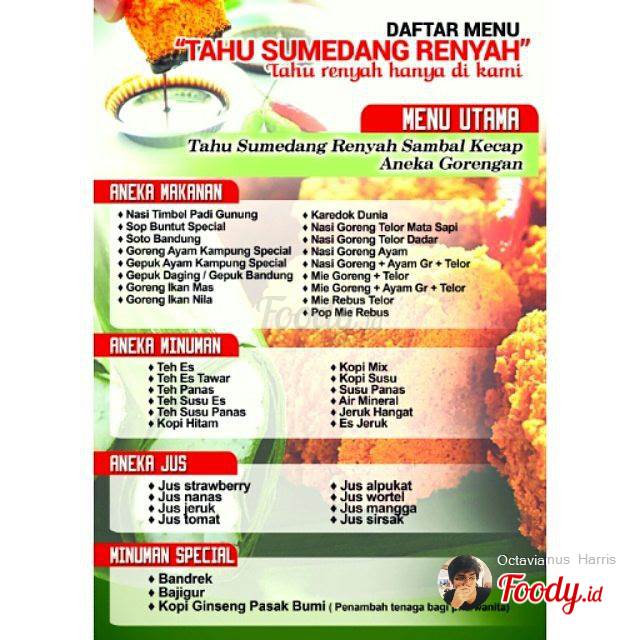 DAFTAR MENU
"TAHU SUMEDANG RENYAH"
Tahu renyah hanya di kami
MENU UTAMA
Tahu Sumedang Renyah Sambal Kecap
Aneka Gorengan
ANEKA MAKANAN
♦ Nasi Timbel Padi Gunung
♦ Sop Buntut Special
♦ Soto Bandung
♦ Goreng Ayam Kampung Special
♦ Gepuk Ayam Kampung Special
♦ Gepuk Daging / Gepuk Bandung
♦ Goreng Ikan Mas
♦ Goreng Ikan Nila
♦ Karedok Dunia
♦ Nasi Goreng Telor Mata Sapi
♦ Nasi Goreng Telor Dadar
♦ Nasi Goreng Ayam
♦ Nasi Goreng + Ayam Gr + Telor
♦ Mie Goreng + Telor
♦ Mie Goreng + Ayam Gr + Telor
♦ Mie Rebus Telor
♦ Pop Mie Rebus
Foody.id
ANEKA MINUMAN
♦ Teh Es
♦ Teh Es Tawar
♦ Teh Panas
♦ Teh Susu Es
♦ Teh Susu Panas
♦ Kopi Hitam
♦ Kopi Mix
♦ Kopi Susu
♦ Susu Panas
♦ Air Mineral
♦ Jeruk Hangat
♦ Es Jeruk
ANEKA JUS
♦ Jus strawberry
♦ Jus nanas
♦ Jus jeruk
♦ Jus tomat
♦ Jus alpukat
♦ Jus wortel
♦ Jus mangga
♦ Jus sirsak
MINUMAN SPECIAL
♦ Bandrek
♦ Bajigur
♦ Kopi Ginseng Pasak Bumi ( Penambah tenaga bagi wanita)
Octavianus Harris
Foody.id